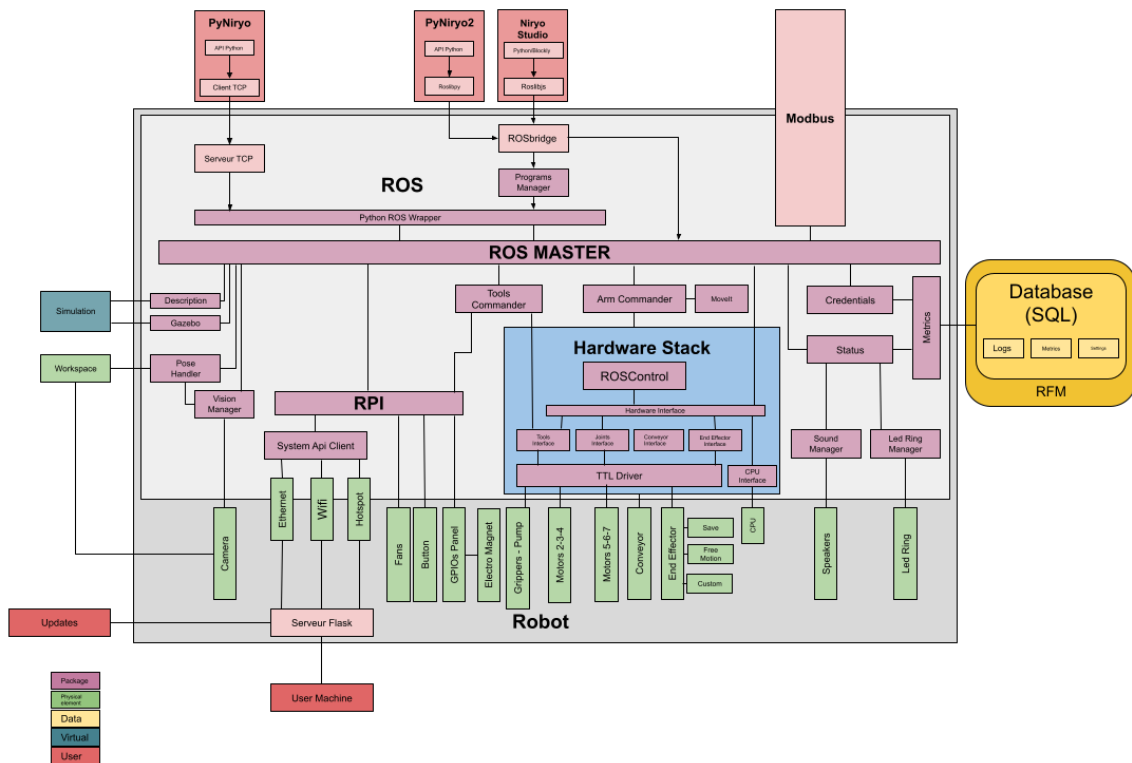 PyNiryo
API Python
Client TCP
PyNiryo2
API Python
Roslibpy
Niryo
Studio
Python/Blockly
Roslibjs
Modbus
Serveur TCP
ROSbridge
ROS
Programs
Manager
Python ROS Wrapper
ROS MASTER
Simulation
Description
Gazebo
Tools
Commander
Arm Commander
MoveIt
Credentials
Metrics
Database
(SQL)
Logs
Metrics
Settings
RFM
Workspace
Pose
Handler
Vision
Manager
Status
Hardware Stack
ROSControl
RPI
Hardware Interface
System Api Client
Tools
Interface
Joints
Interface
Conveyor
Interface
End Effector
Interface
Sound
Manager
Led Ring
Manager
TTL Driver
CPU
Interface
Camera
Ethernet
Wifi
Hotspot
Fans
Button
GPIOs Panel
Electro Magnet
Grippers - Pump
Motors 2-3-4
Motors 5-6-7
Conveyor
End Effector
Save
Free
Motion
Custom
CPU
Speakers
Led Ring
Updates
Serveur Flask
Robot
User Machine
Package
Physical
element
Data
Virtual
User